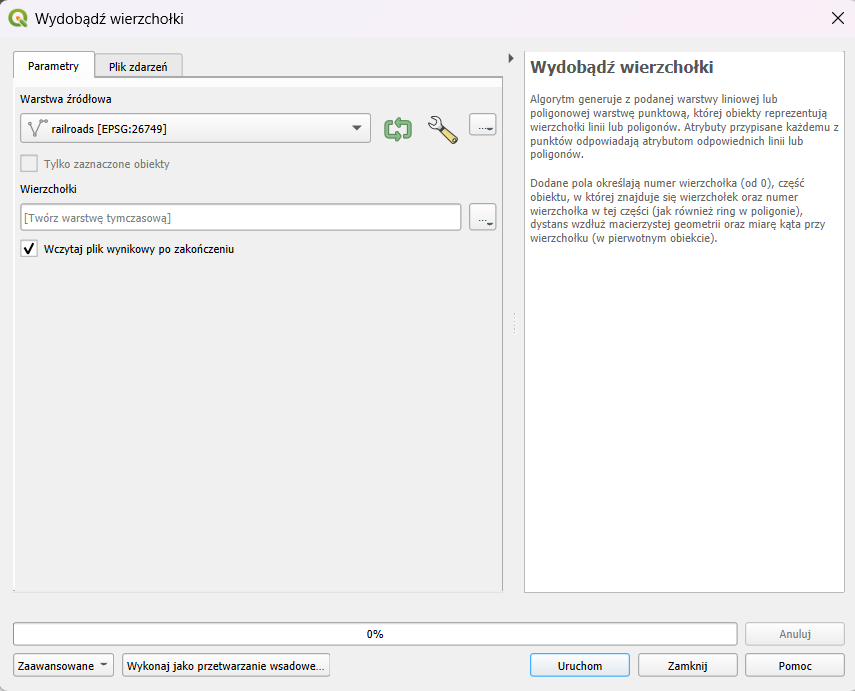 Wydobądź wierzchołki
Parametry
Plik zdarzeń
Warstwa źródłowa
railroads [EPSG:26749]
...
Tylko zaznaczone obiekty
Wierzchołki
[Twórz warstwę tymczasową]
...
Wczytaj plik wynikowy po zakończeniu
Wydobądź wierzchołki
Algorytm generuje z podanej warstwy liniowej lub
poligonowej warstwę punktową, której obiekty reprezentują
wierzchołki linii lub poligonów. Atrybuty przypisane każdemu z
punktów odpowiadają atrybutom odpowiednich linii lub
poligonów.
Dodane pola określają numer wierzchołka (od 0), część
obiektu, w której znajduje się wierzchołek oraz numer
wierzchołka w tej części (jak również ring w poligonie),
dystans wzdłuż macierzystej geometrii oraz miarę kąta przy
wierzchołku (w pierwotnym obiekcie).
0%
Anuluj
Zaawansowane
Wykonaj jako przetwarzanie wsadowe...
Uruchom
Zamknij
Pomoc